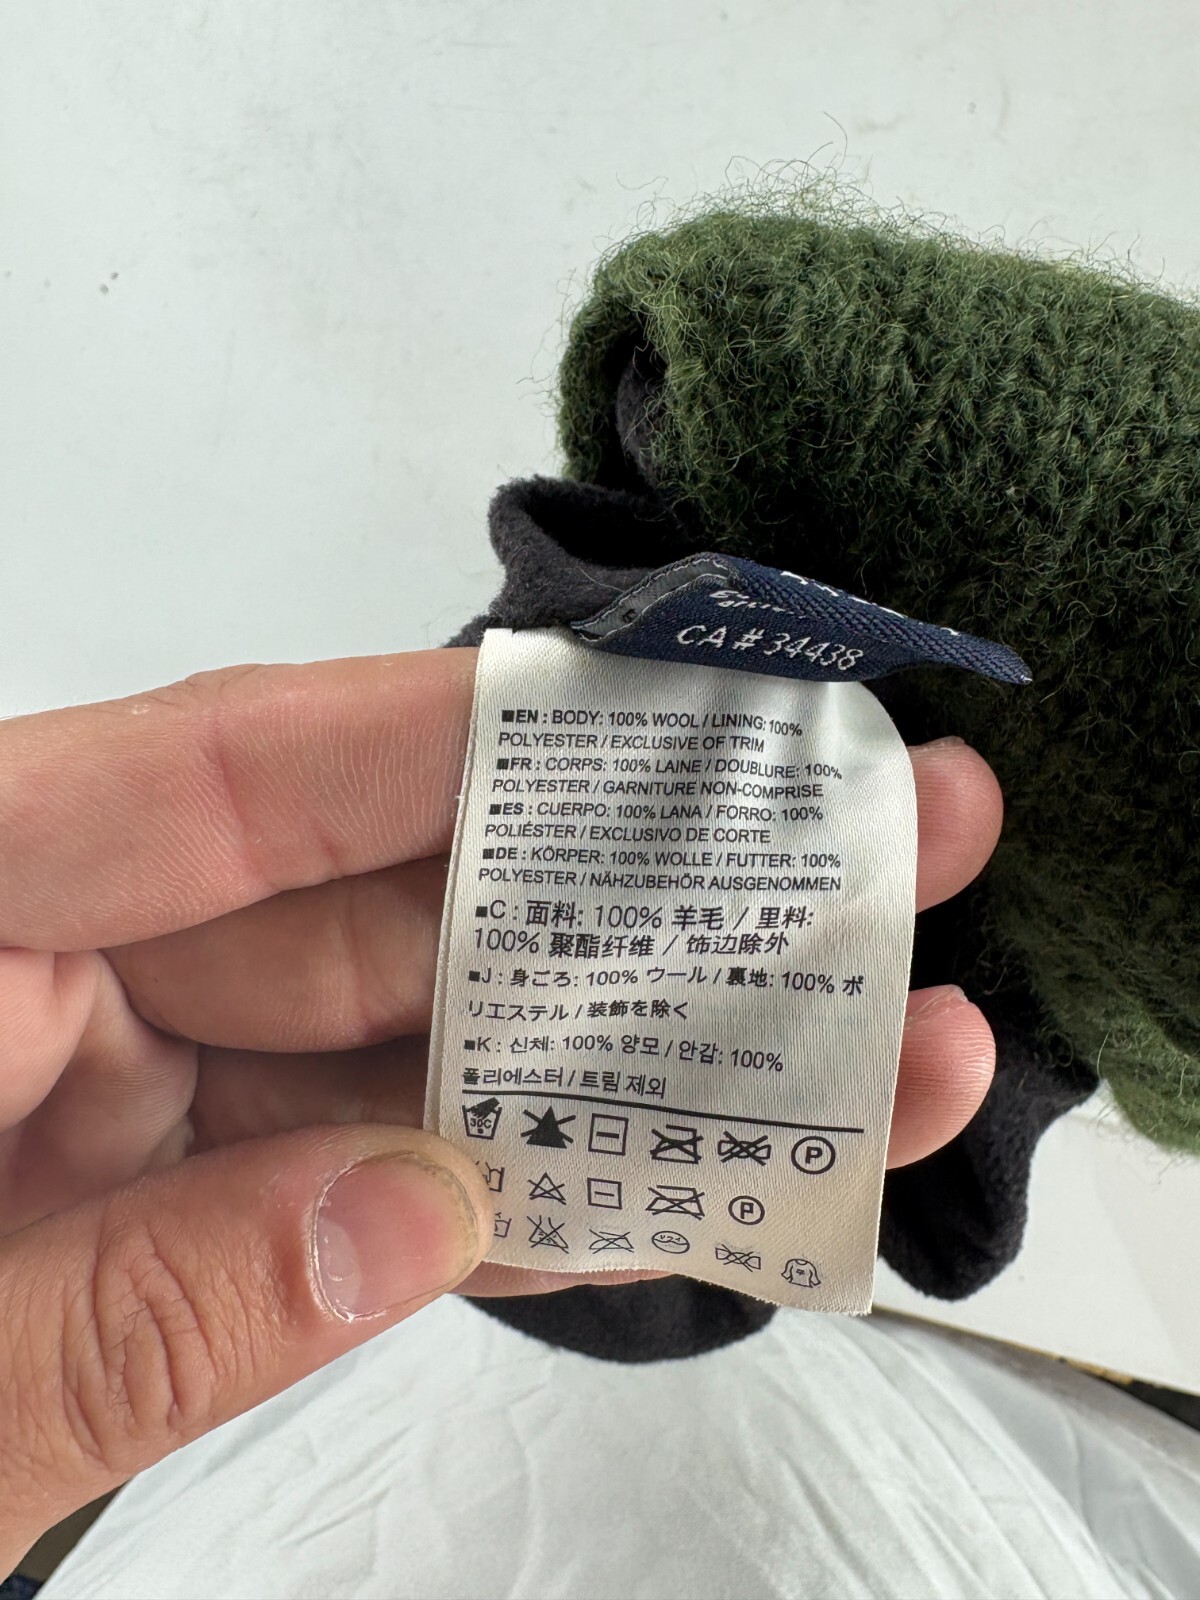 CA # 34438
■EN : BODY: 100% WOOL / LINING: 100%
POLYESTER / EXCLUSIVE OF TRIM
■FR : CORPS: 100% LAINE / DOUBLURE: 100%
POLYESTER / GARNITURE NON-COMPRISE
■ES : CUERPO: 100% LANA / FORRO: 100%
POLIÉSTER / EXCLUSIVO DE CORTE
■DE : KÖRPER: 100% WOLLE / FUTTER: 100%
POLYESTER / NÄHZUBEHÖR AUSGENOMMEN
■C : 面料: 100% 羊毛 / 里料:
100% 聚酯纤维 / 饰边除外
■J : 身ごろ: 100% ウール / 裏地: 100% ポ
リエステル / 装飾を除く
■K : 신체: 100% 양모 / 안감: 100%
폴리에스터 / 트림 제외
30C P
P